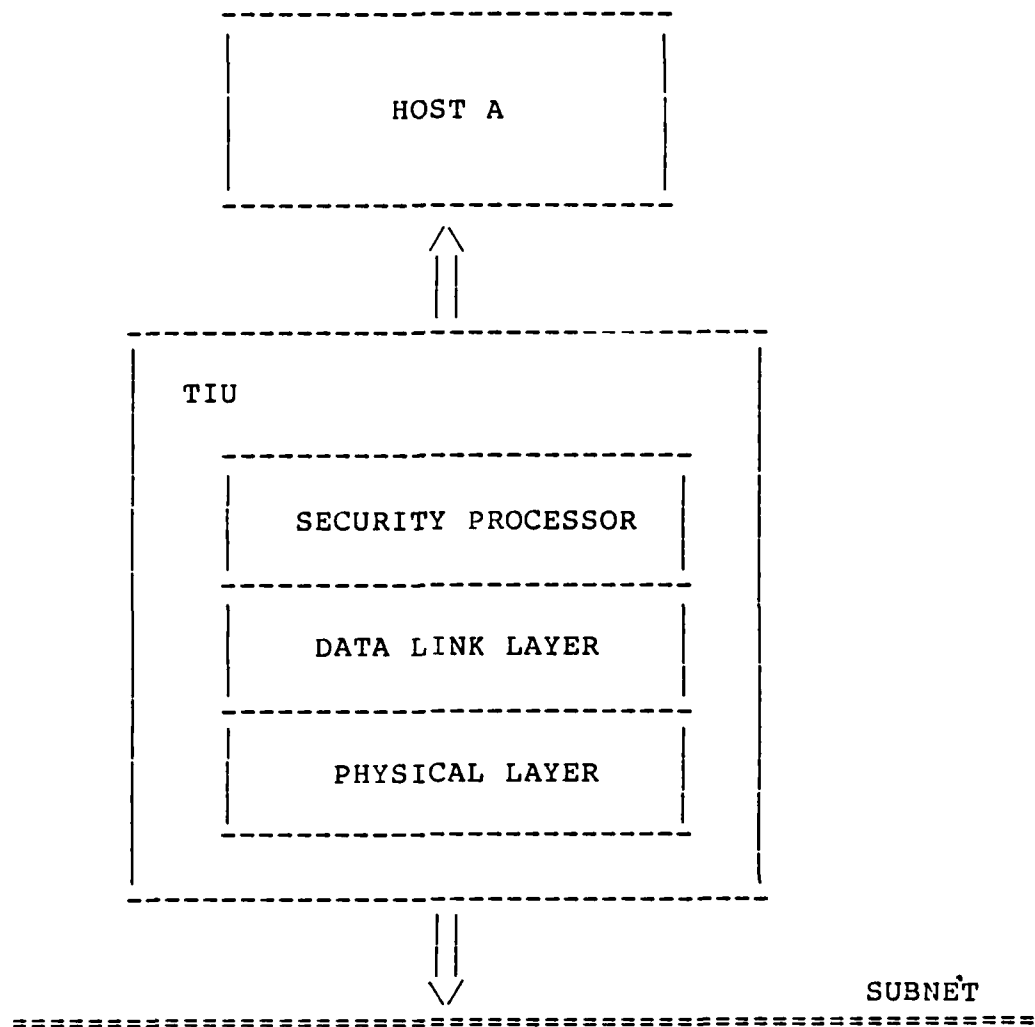 HOST A
TIU
SECURITY PROCESSOR
DATA LINK LAYER
PHYSICAL LAYER
SUBNET